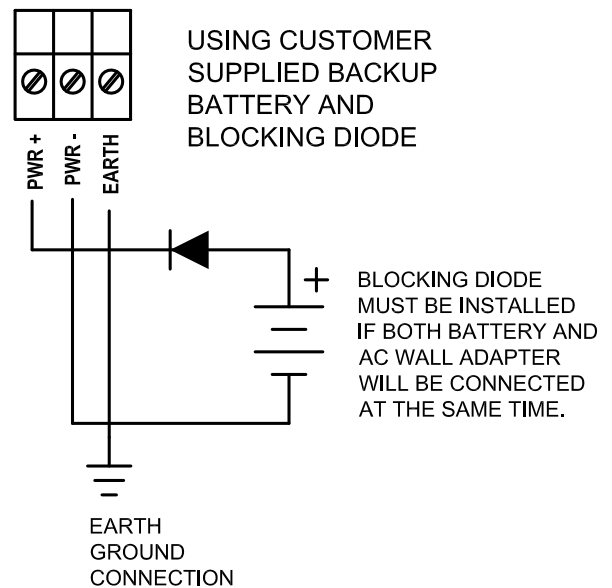 USING CUSTOMER
SUPPLIED BACKUP
BATTERY AND
BLOCKING DIODE
PWR +
PWR -
EARTH
+
BLOCKING DIODE
MUST BE INSTALLED
IF BOTH BATTERY AND
AC WALL ADAPTER
WILL BE CONNECTED
AT THE SAME TIME.
EARTH
GROUND
CONNECTION